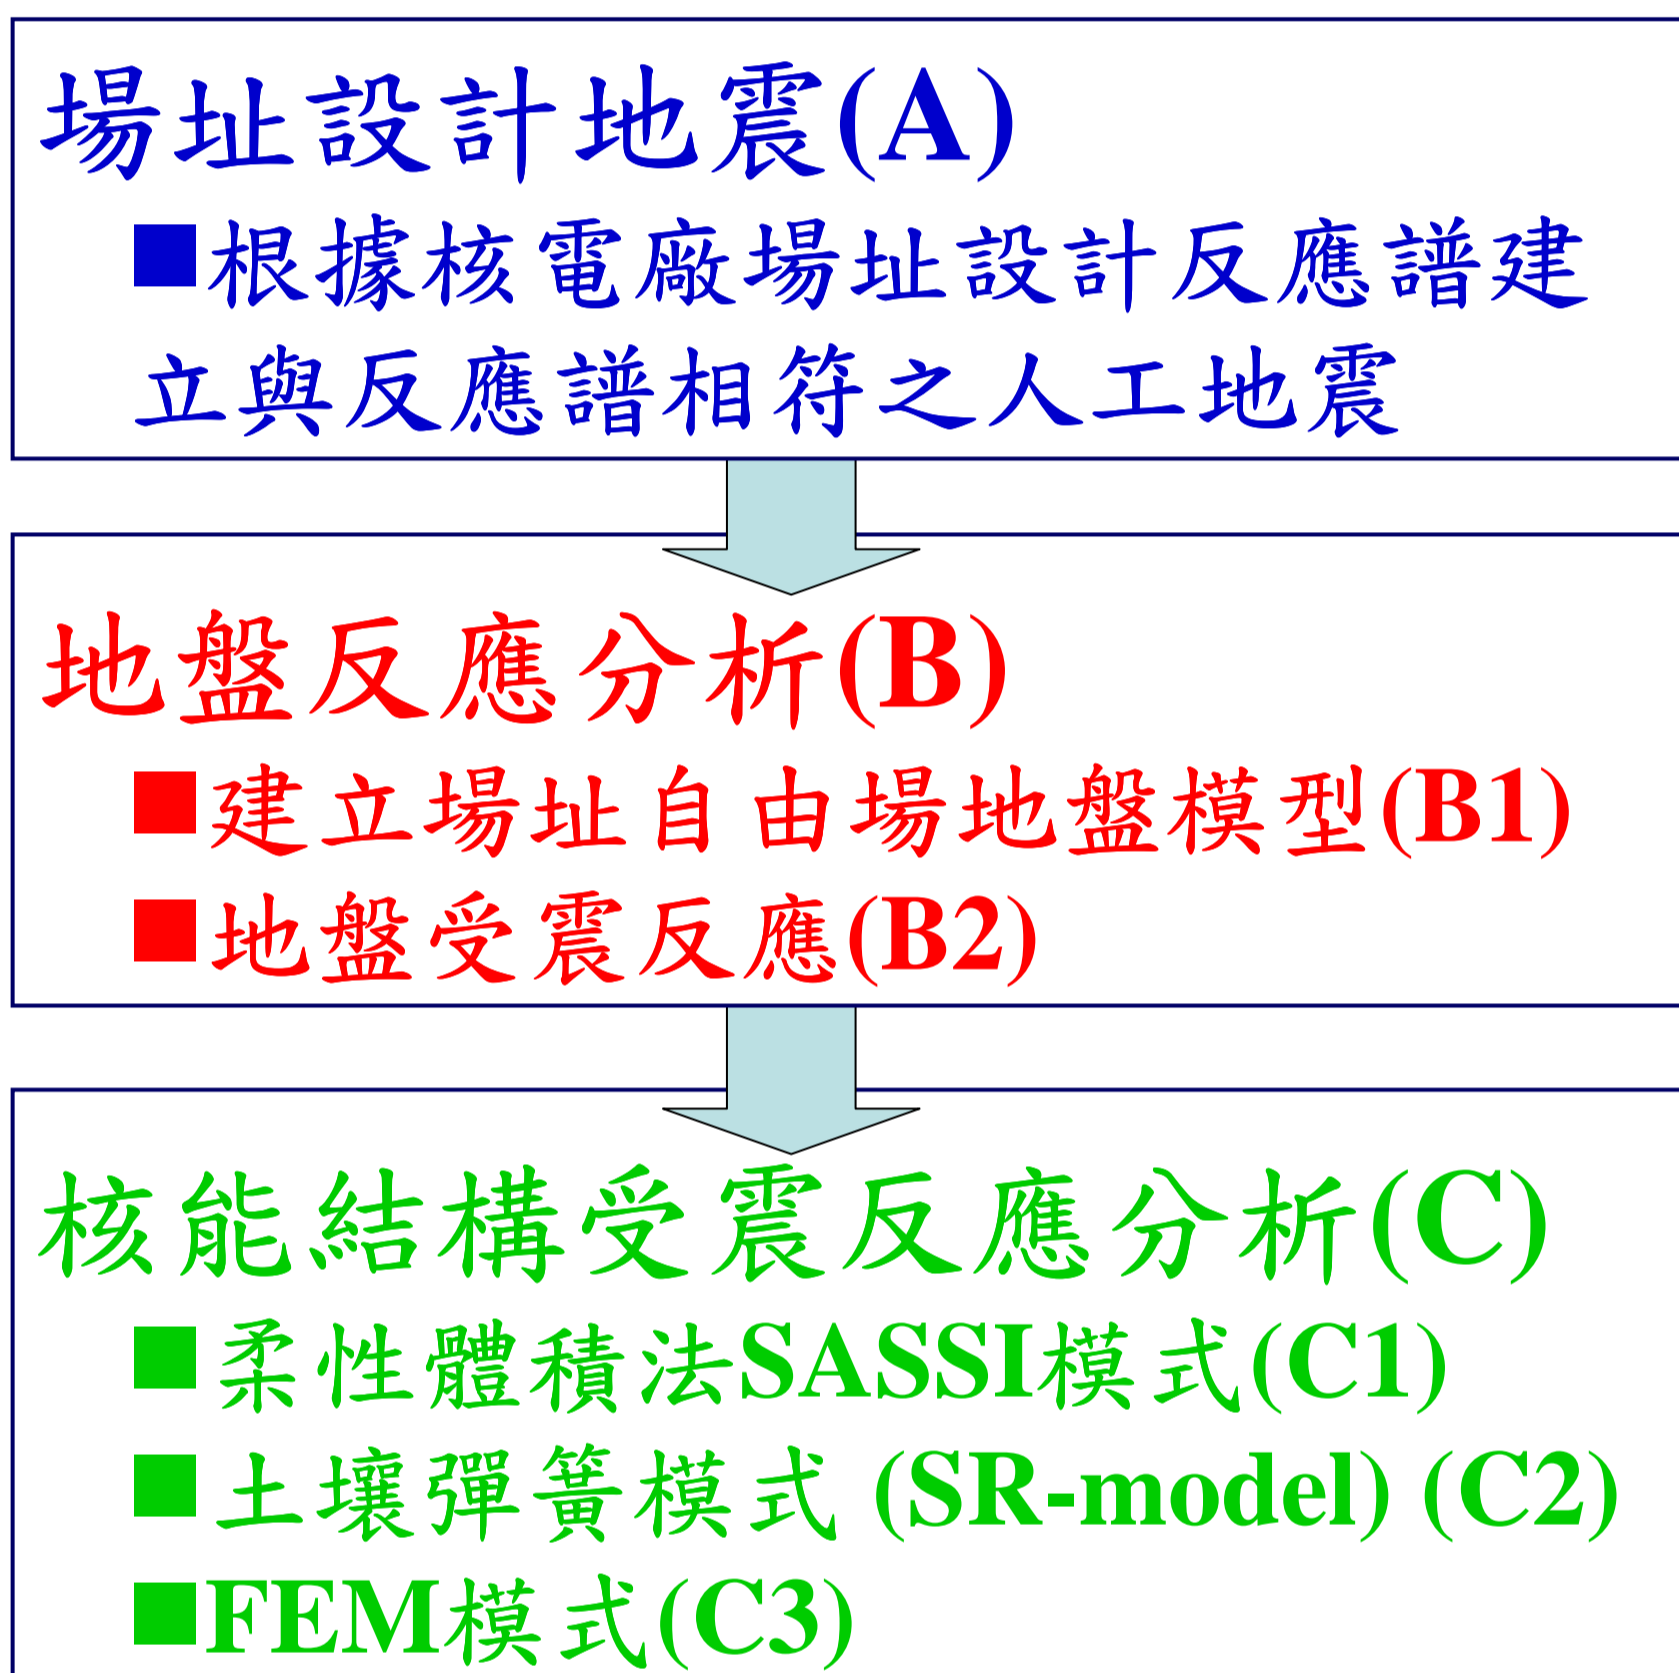 場址設計地震(A)
■根據核電廠場址設計反應譜建
立與反應譜相符之人工地震
地盤反應分析(B)
■建立場址自由場地盤模型(B1)
■地盤受震反應(B2)
核能結構受震反應分析(C)
■柔性體積法SASSI模式(C1)
■土壤彈簧模式 (SR-model) (C2)
■FEM模式(C3)